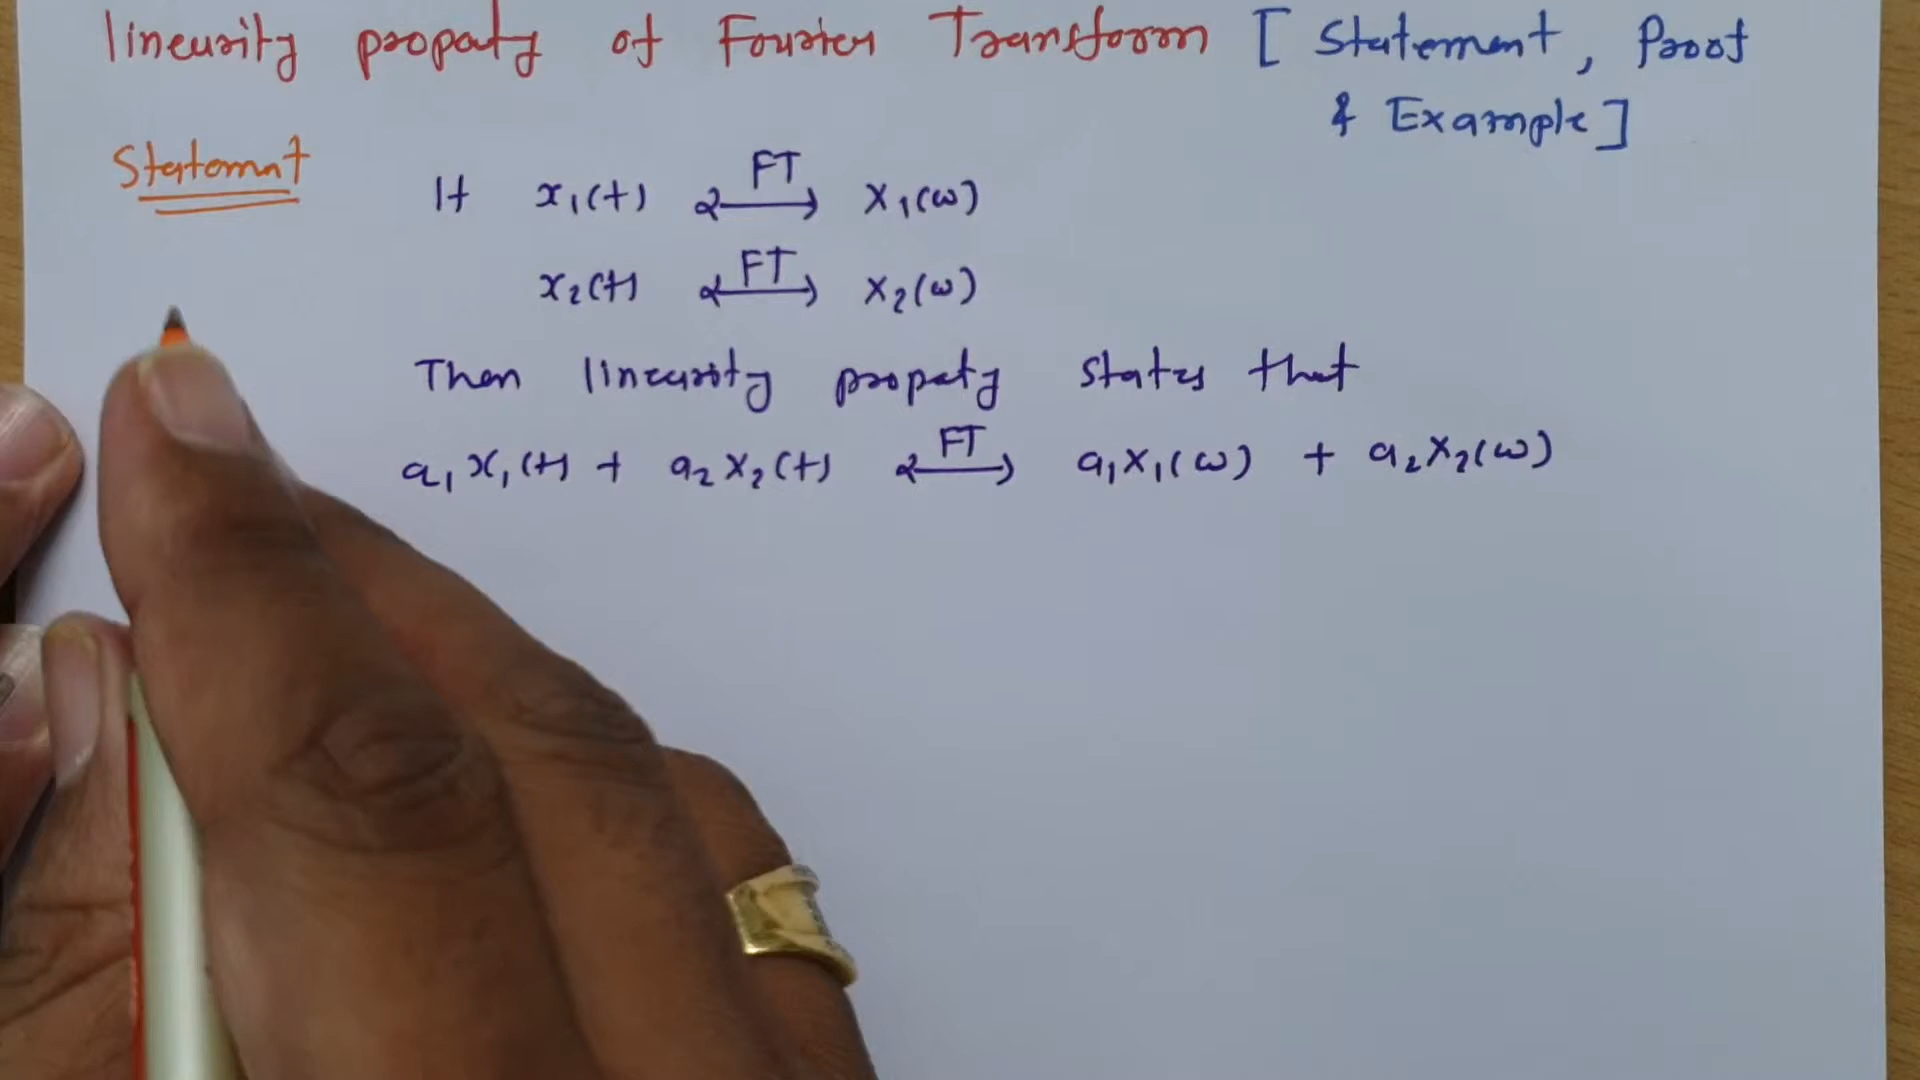 linearity property of Fourier Transform [ Statement, Proof
& Example ]
Statement
If x₁(t) ⟷ FT X₁(ω)
x₂(t) ⟷ FT X₂(ω)
Then linearity property states that
a₁x₁(t) + a₂x₂(t) ⟷ FT a₁X₁(ω) + a₂X₂(ω)